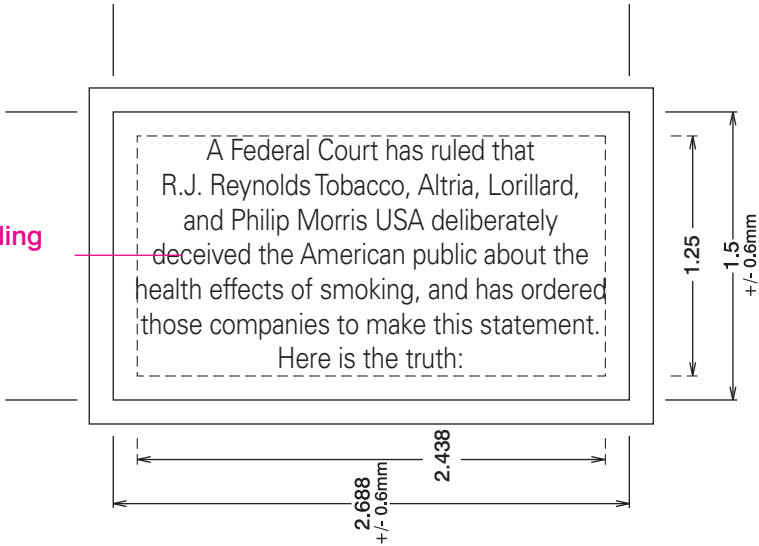 A Federal Court has ruled that
R.J. Reynolds Tobacco, Altria, Lorillard,
and Philip Morris USA deliberately
deceived the American public about the
health effects of smoking, and has ordered
those companies to make this statement.
Here is the truth:
1.25
1.5
+/- 0.6mm
2.438
2.688
+/- 0.6mm